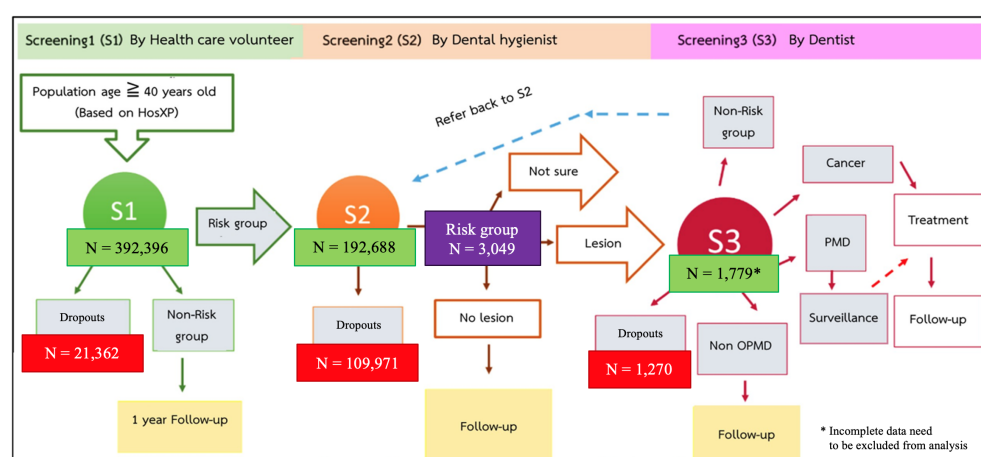 Screening1 (S1) By Health care volunteer
Screening2 (S2) By Dental hygienist
Screening3 (S3) By Dentist
Population age ≧ 40 years old
(Based on HosXP)
Refer back to S2
Non-Risk
group
Not sure
Cancer
S1
N = 392,396
Risk group
S2
N = 192,688
Risk group
N = 3,049
Lesion
S3
N = 1,779*
PMD
Treatment
Dropouts
N = 21,362
Non-Risk
group
Dropouts
N = 109,971
No lesion
Dropouts
N = 1,270
Non OPMD
Surveillance
Follow-up
1 year Follow-up
Follow-up
Follow-up
* Incomplete data need
to be excluded from analysis